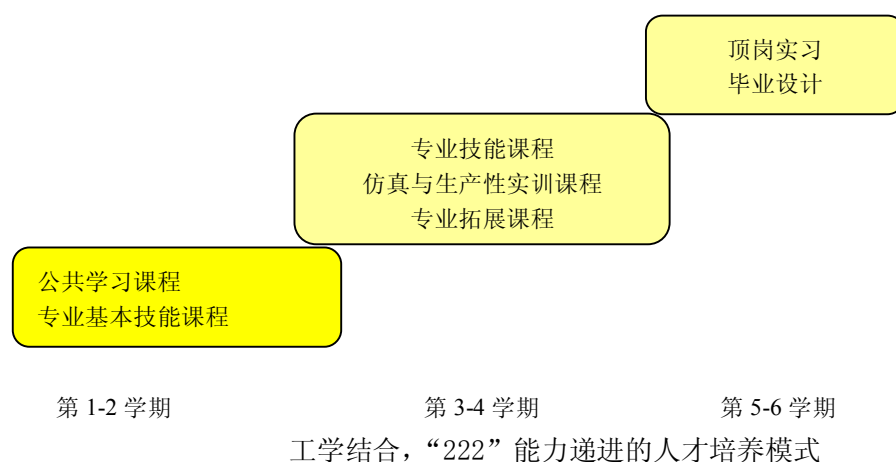 顶岗实习
毕业设计
专业技能课程
仿真与生产性实训课程
专业拓展课程
公共学习课程
专业基本技能课程
第 1-2 学期
第 3-4 学期
第 5-6 学期
工学结合，“222”能力递进的人才培养模式